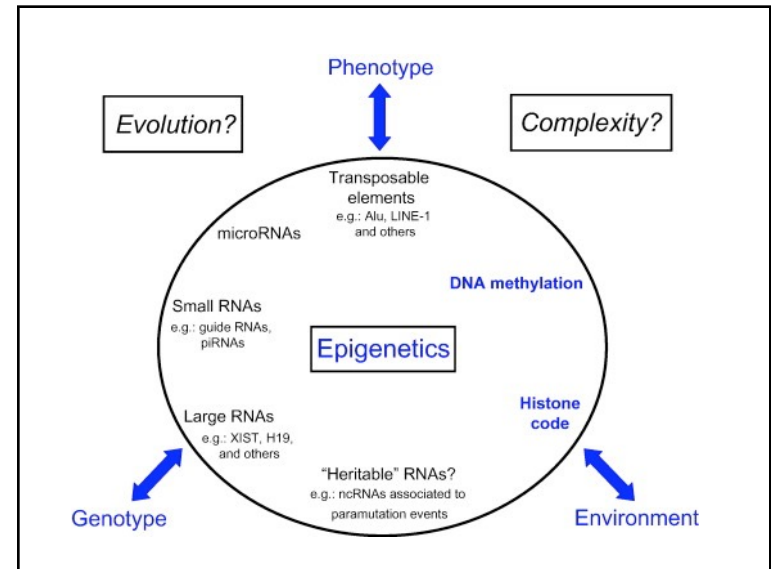 Phenotype
Evolution?
Complexity?
Transposable
elements
e.g.: Alu, LINE-1
and others
microRNAs
DNA methylation
Small RNAs
e.g.: guide RNAs,
piRNAs
Epigenetics
Histone
code
Large RNAs
e.g.: XIST, H19,
and others
"Heritable" RNAs?
e.g.: ncRNAs associated to
paramutation events
Genotype
Environment